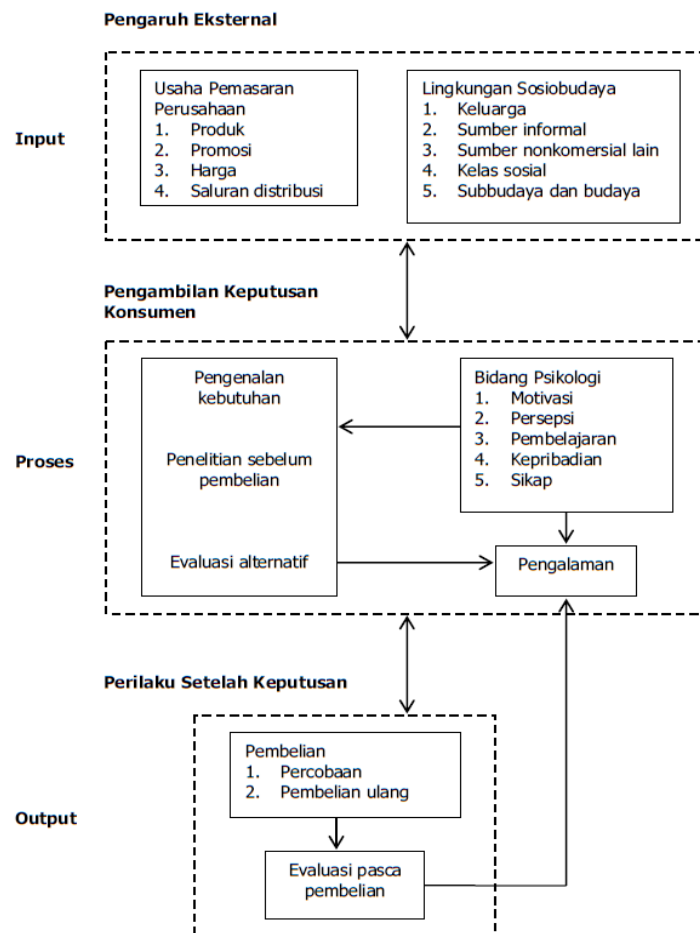 Pengaruh Eksternal
Input
Usaha Pemasaran
Perusahaan
1. Produk
2. Promosi
3. Harga
4. Saluran distribusi
Lingkungan Sosiobudaya
1. Keluarga
2. Sumber informal
3. Sumber nonkomersial lain
4. Kelas sosial
5. Subbudaya dan budaya
Pengambilan Keputusan
Konsumen
Proses
Pengenalan
kebutuhan
Penelitian sebelum
pembelian
Evaluasi alternatif
Bidang Psikologi
1. Motivasi
2. Persepsi
3. Pembelajaran
4. Kepribadian
5. Sikap
Pengalaman
Perilaku Setelah Keputusan
Output
Pembelian
1. Percobaan
2. Pembelian ulang
Evaluasi pasca
pembelian